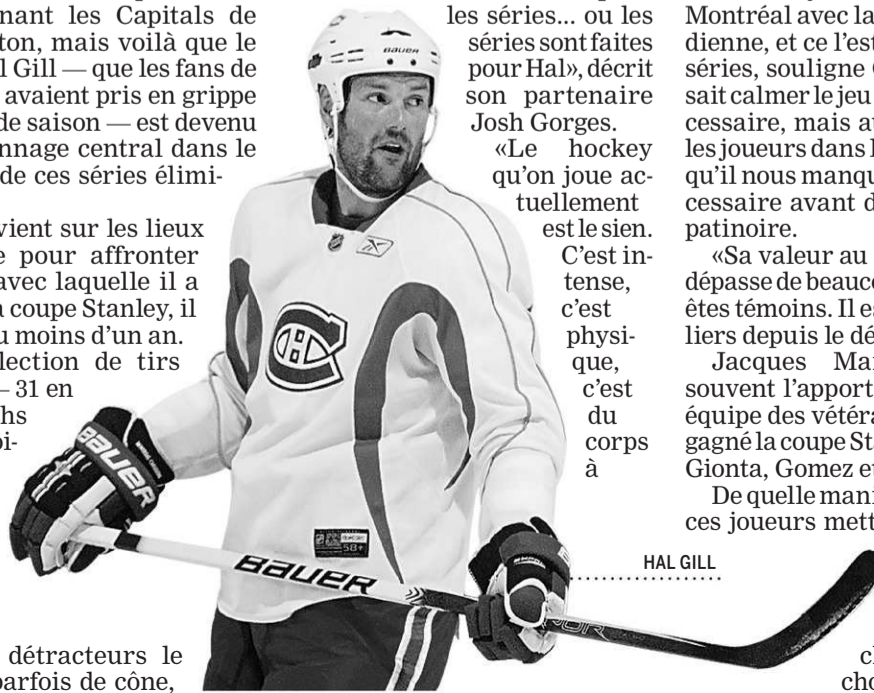 nant les Capitals de
ton, mais voilà que le
l Gill — que les fans de
avaient pris en grippe
de saison — est devenu
nnage central dans le
de ces séries élimi-
vient sur les lieux
e pour affronter
avec laquelle il a
a coupe Stanley, il
u moins d'un an.
llection de tirs
– 31 en
hs
oi-
détracteurs le
parfois de cône,
les séries... ou les
séries sont faites
pour Hal», décrit
son partenaire
Josh Gorges.
«Le hockey
qu'on joue ac-
tuellement
est le sien.
C'est in-
tense,
c'est
physi-
que,
c'est
du
corps
à
Montréal avec la
dienne, et ce l'est
séries, souligne
sait calmer le jeu
cessaire, mais au
les joueurs dans l
qu'il nous manqu
cessaire avant d
patinoire.
«Sa valeur au
dépasse de beauco
êtes témoins. Il es
liers depuis le dé
Jacques Mar
souvent l'apport
équipe des vétéra
gagné la coupe Sta
Gionta, Gomez et
De quelle mani
ces joueurs mett
cho
HAL GILL
BAUER
BAUER
BAUER
58+